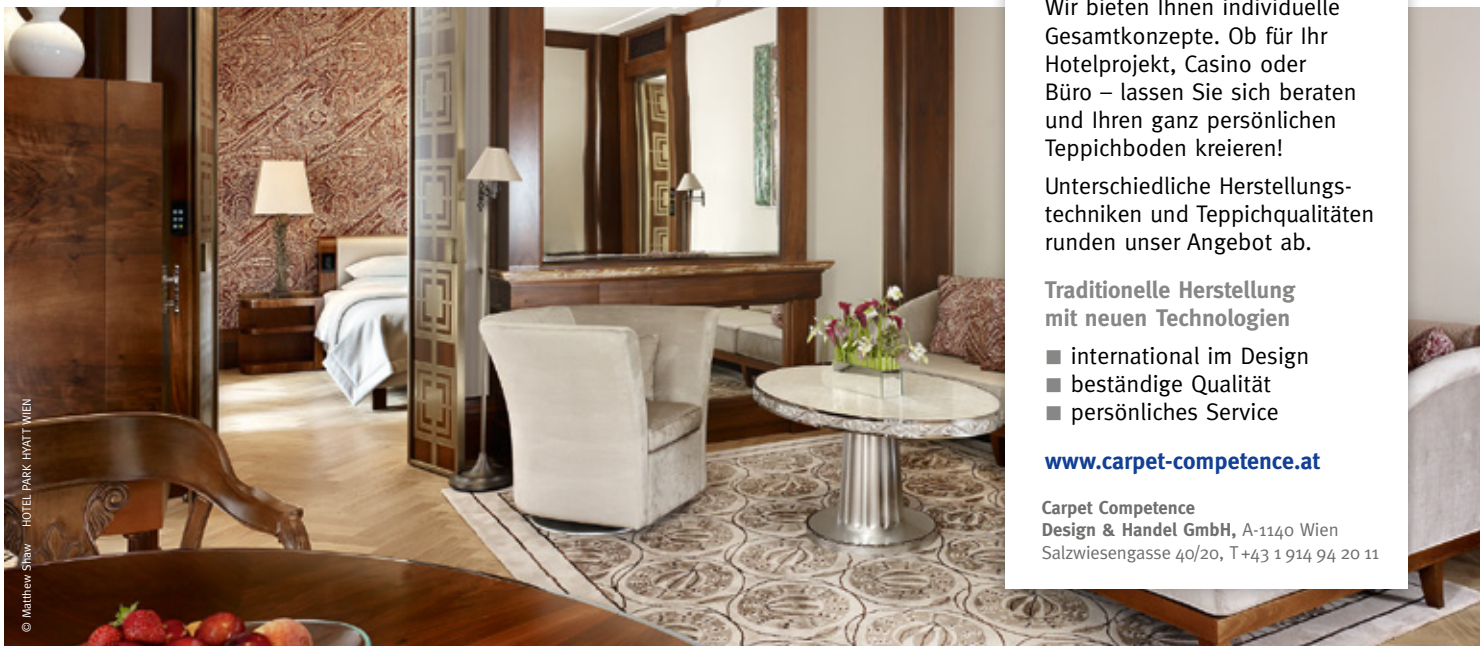 Wir bieten Ihnen individuelle
Gesamtkonzepte. Ob für Ihr
Hotelprojekt, Casino oder
Büro – lassen Sie sich beraten
und Ihren ganz persönlichen
Teppichboden kreieren!
Unterschiedliche Herstellungs-
techniken und Teppichqualitäten
runden unser Angebot ab.
Traditionelle Herstellung
mit neuen Technologien
■ international im Design
■ beständige Qualität
■ persönliches Service
www.carpet-competence.at
Carpet Competence
Design & Handel GmbH, A-1140 Wien
Salzwiesengasse 40/20, T +43 1 914 94 20 11
© Matthew Shaw HOTEL PARK HYATT WIEN